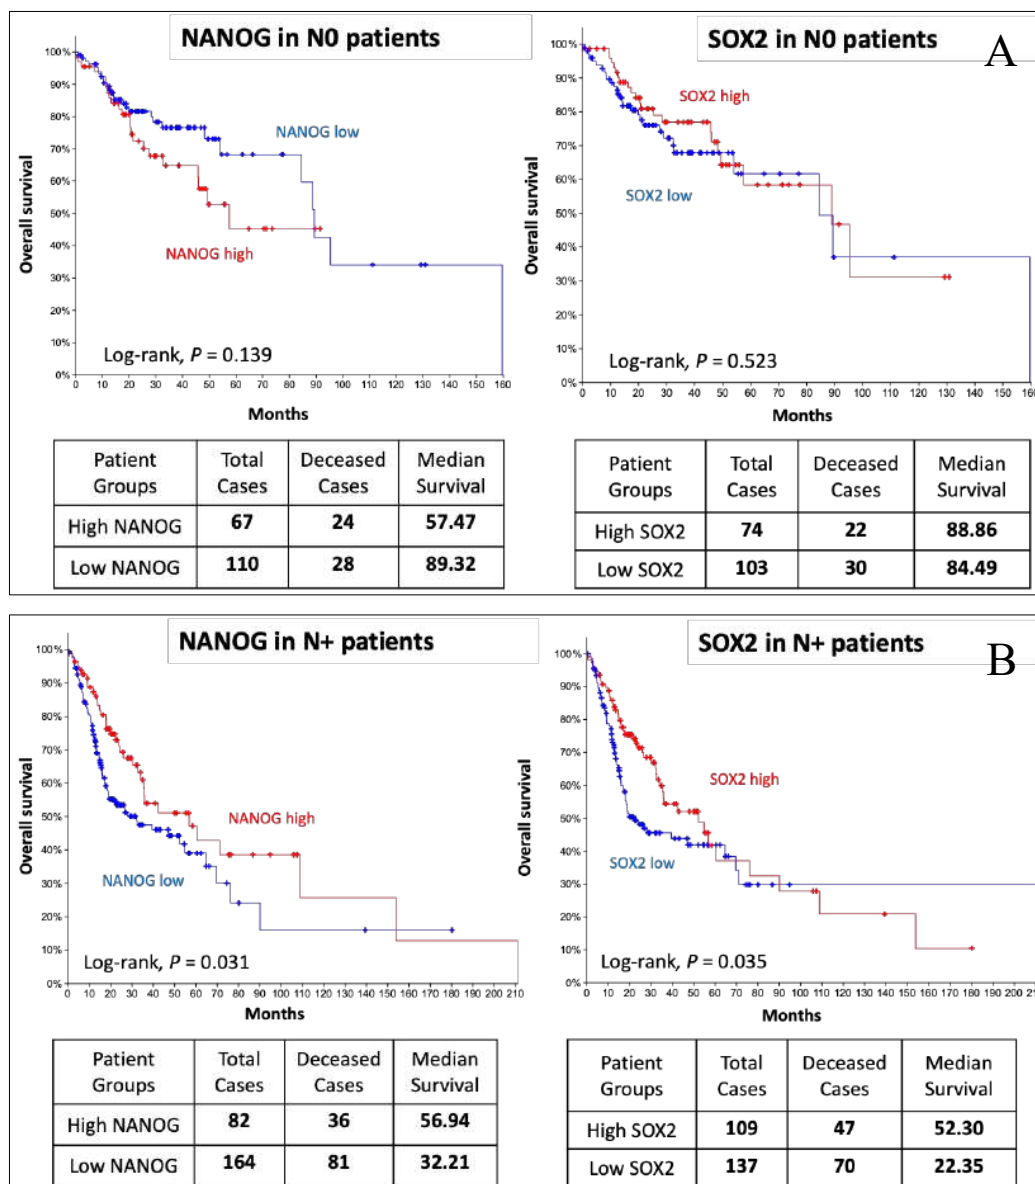 NANOG in N0 patients
100%
90%
80%
70%
60%
50%
40%
30%
20%
10%
0%
Overall survival
NANOG low
NANOG high
Log-rank, P = 0.139
0 10 20 30 40 50 60 70 80 90 100 110 120 130 140 150 160
Months
Patient Groups Total Cases Deceased Cases Median Survival
High NANOG 67 24 57.47
Low NANOG 110 28 89.32
SOX2 in N0 patients
A
100%
90%
80%
70%
60%
50%
40%
30%
20%
10%
0%
Overall survival
SOX2 high
SOX2 low
Log-rank, P = 0.523
0 10 20 30 40 50 60 70 80 90 100 110 120 130 140 150 160
Months
Patient Groups Total Cases Deceased Cases Median Survival
High SOX2 74 22 88.86
Low SOX2 103 30 84.49
NANOG in N+ patients
100%
90%
80%
70%
60%
50%
40%
30%
20%
10%
0%
Overall survival
NANOG high
NANOG low
Log-rank, P = 0.031
0 10 20 30 40 50 60 70 80 90 100 110 120 130 140 150 160 170 180 190 200 210
Months
Patient Groups Total Cases Deceased Cases Median Survival
High NANOG 82 36 56.94
Low NANOG 164 81 32.21
SOX2 in N+ patients
B
100%
90%
80%
70%
60%
50%
40%
30%
20%
10%
0%
Overall survival
SOX2 high
SOX2 low
Log-rank, P = 0.035
0 10 20 30 40 50 60 70 80 90 100 110 120 130 140 150 160 170 180 190 200 210
Months
Patient Groups Total Cases Deceased Cases Median Survival
High SOX2 109 47 52.30
Low SOX2 137 70 22.35